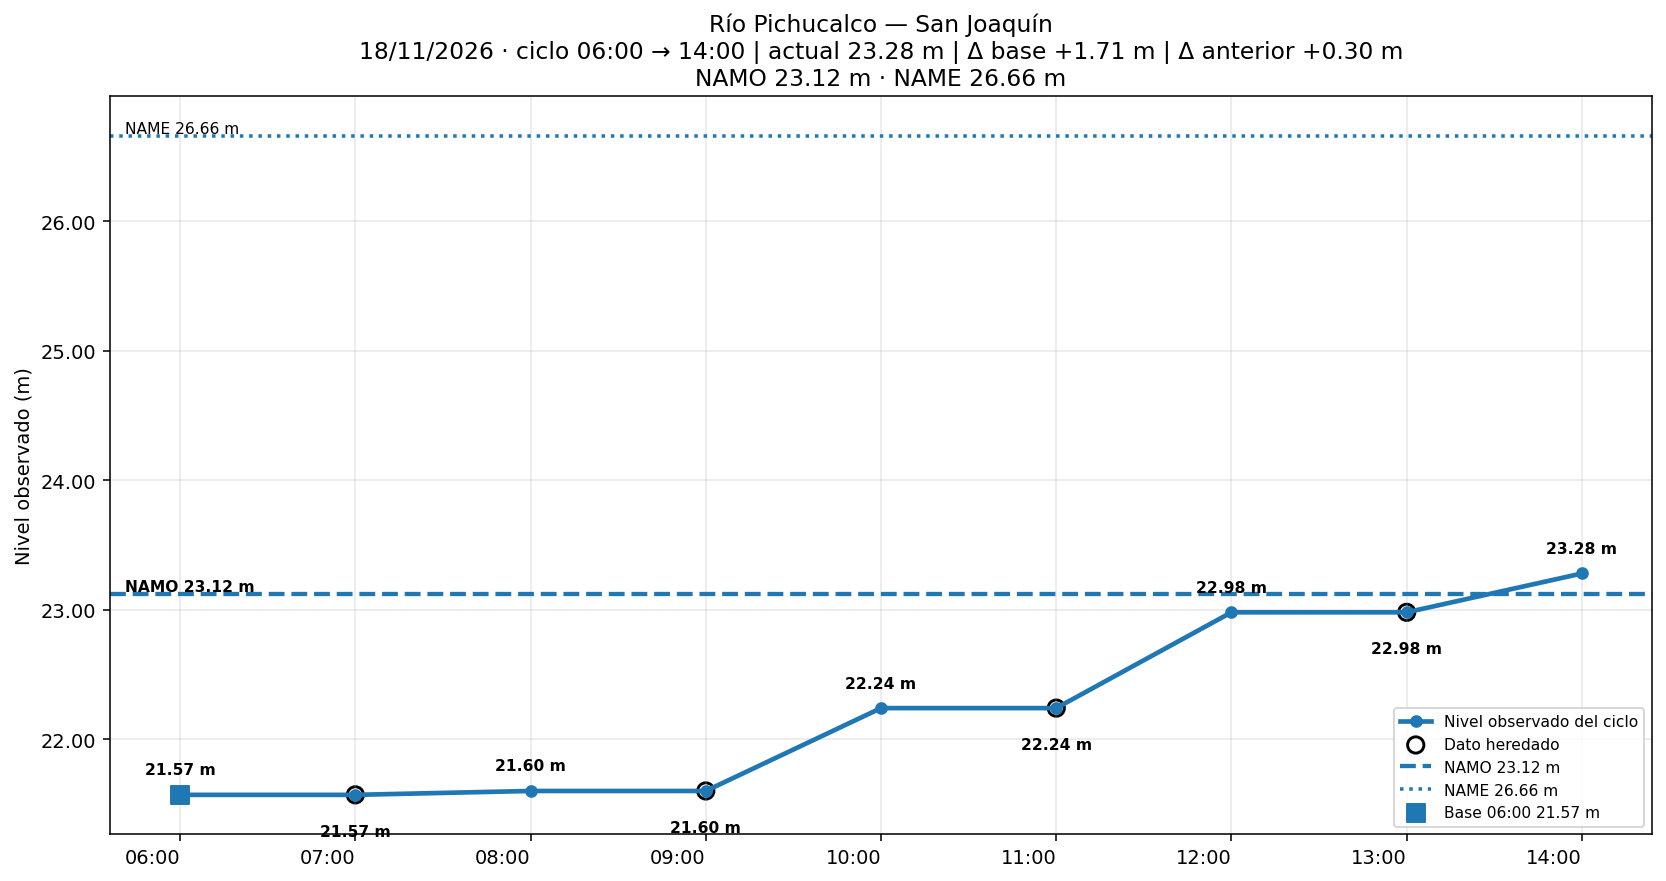 Río Pichucalco — San Joaquín
18/11/2026 · ciclo 06:00 → 14:00 | actual 23.28 m | Δ base +1.71 m | Δ anterior +0.30 m
NAMO 23.12 m · NAME 26.66 m
NAME 26.66 m
26.00
25.00
Nivel observado (m)
24.00
23.28 m
NAMO 23.12 m
22.98 m
23.00
22.98 m
22.24 m
22.24 m
22.00
21.57 m
21.60 m
21.57 m
21.60 m
Nivel observado del ciclo
Dato heredado
NAMO 23.12 m
NAME 26.66 m
Base 06:00 21.57 m
06:00
07:00
08:00
09:00
10:00
11:00
12:00
13:00
14:00